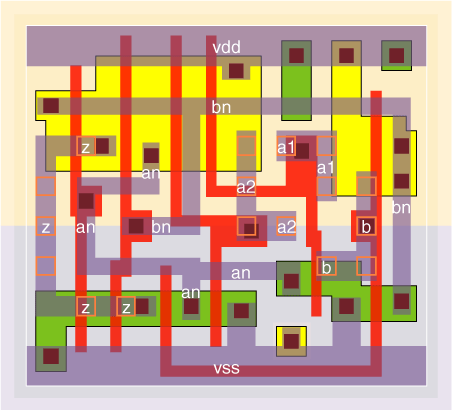 vdd
bn
z a1
an a1
a2
bn
z an bn a2 b
an b
an
z z
vss